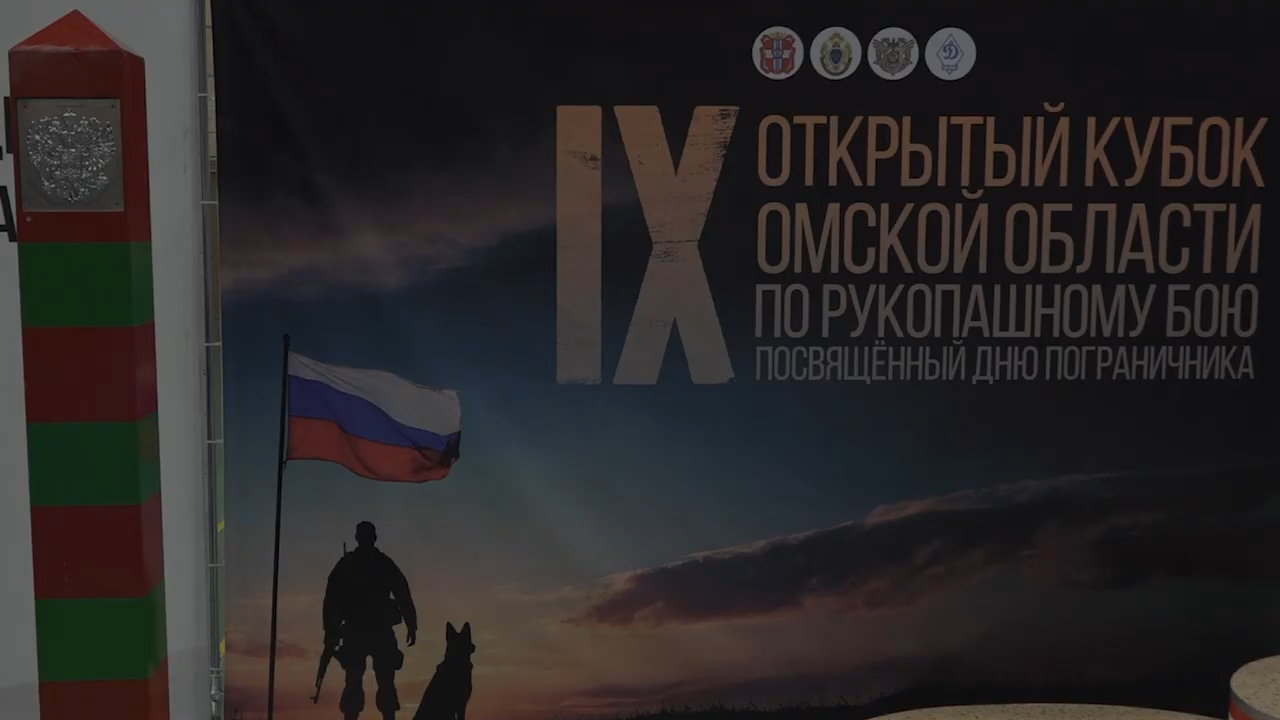 IX
ОТКРЫТЫЙ КУБОК
ОМСКОЙ ОБЛАСТИ
ПО РУКОПАШНОМУ БОЮ
ПОСВЯЩЁННЫЙ ДНЮ ПОГРАНИЧНИКА